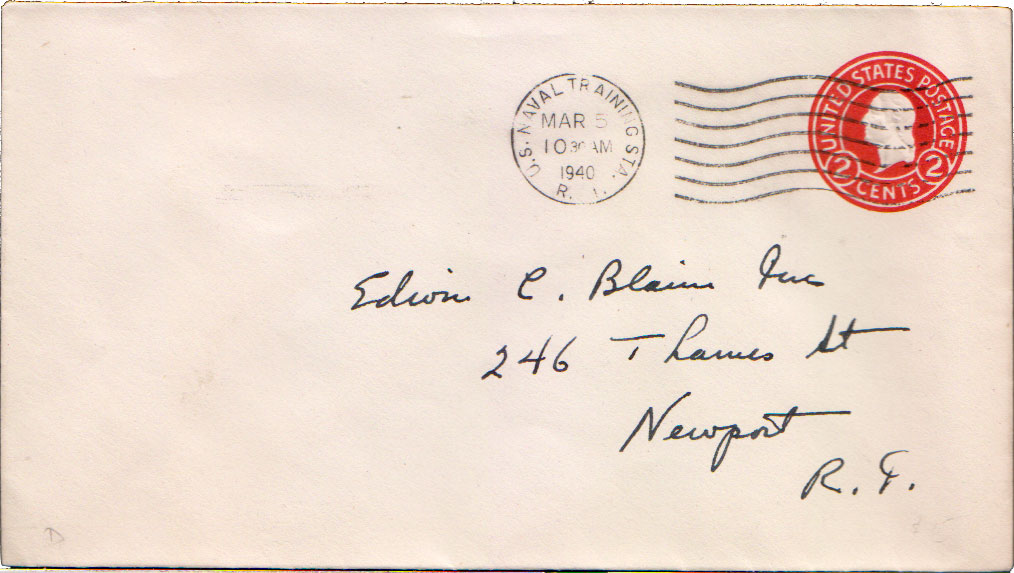 U.S. NAVAL TRAINING STA.
MAR 5
10 30 AM
1940
R. I.
UNITED STATES POSTAGE
2 CENTS 2
Edwin C. Blaine Inc
246 Thames St
Newport
R. I.
D